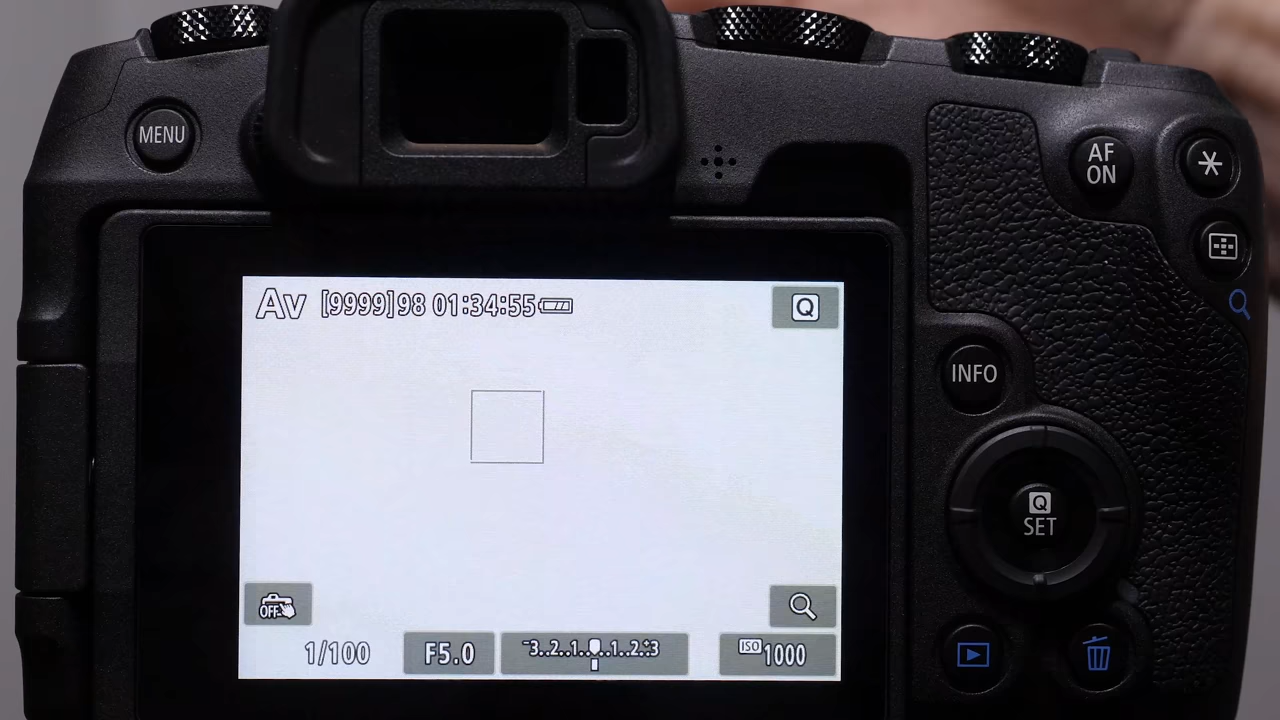 MENU
AF
ON
Av [9999]98 01:34:55
Q
INFO
Q
SET
OFF
1/100 F5.0 -3..2..1..0..1..2.+3 ISO 1000